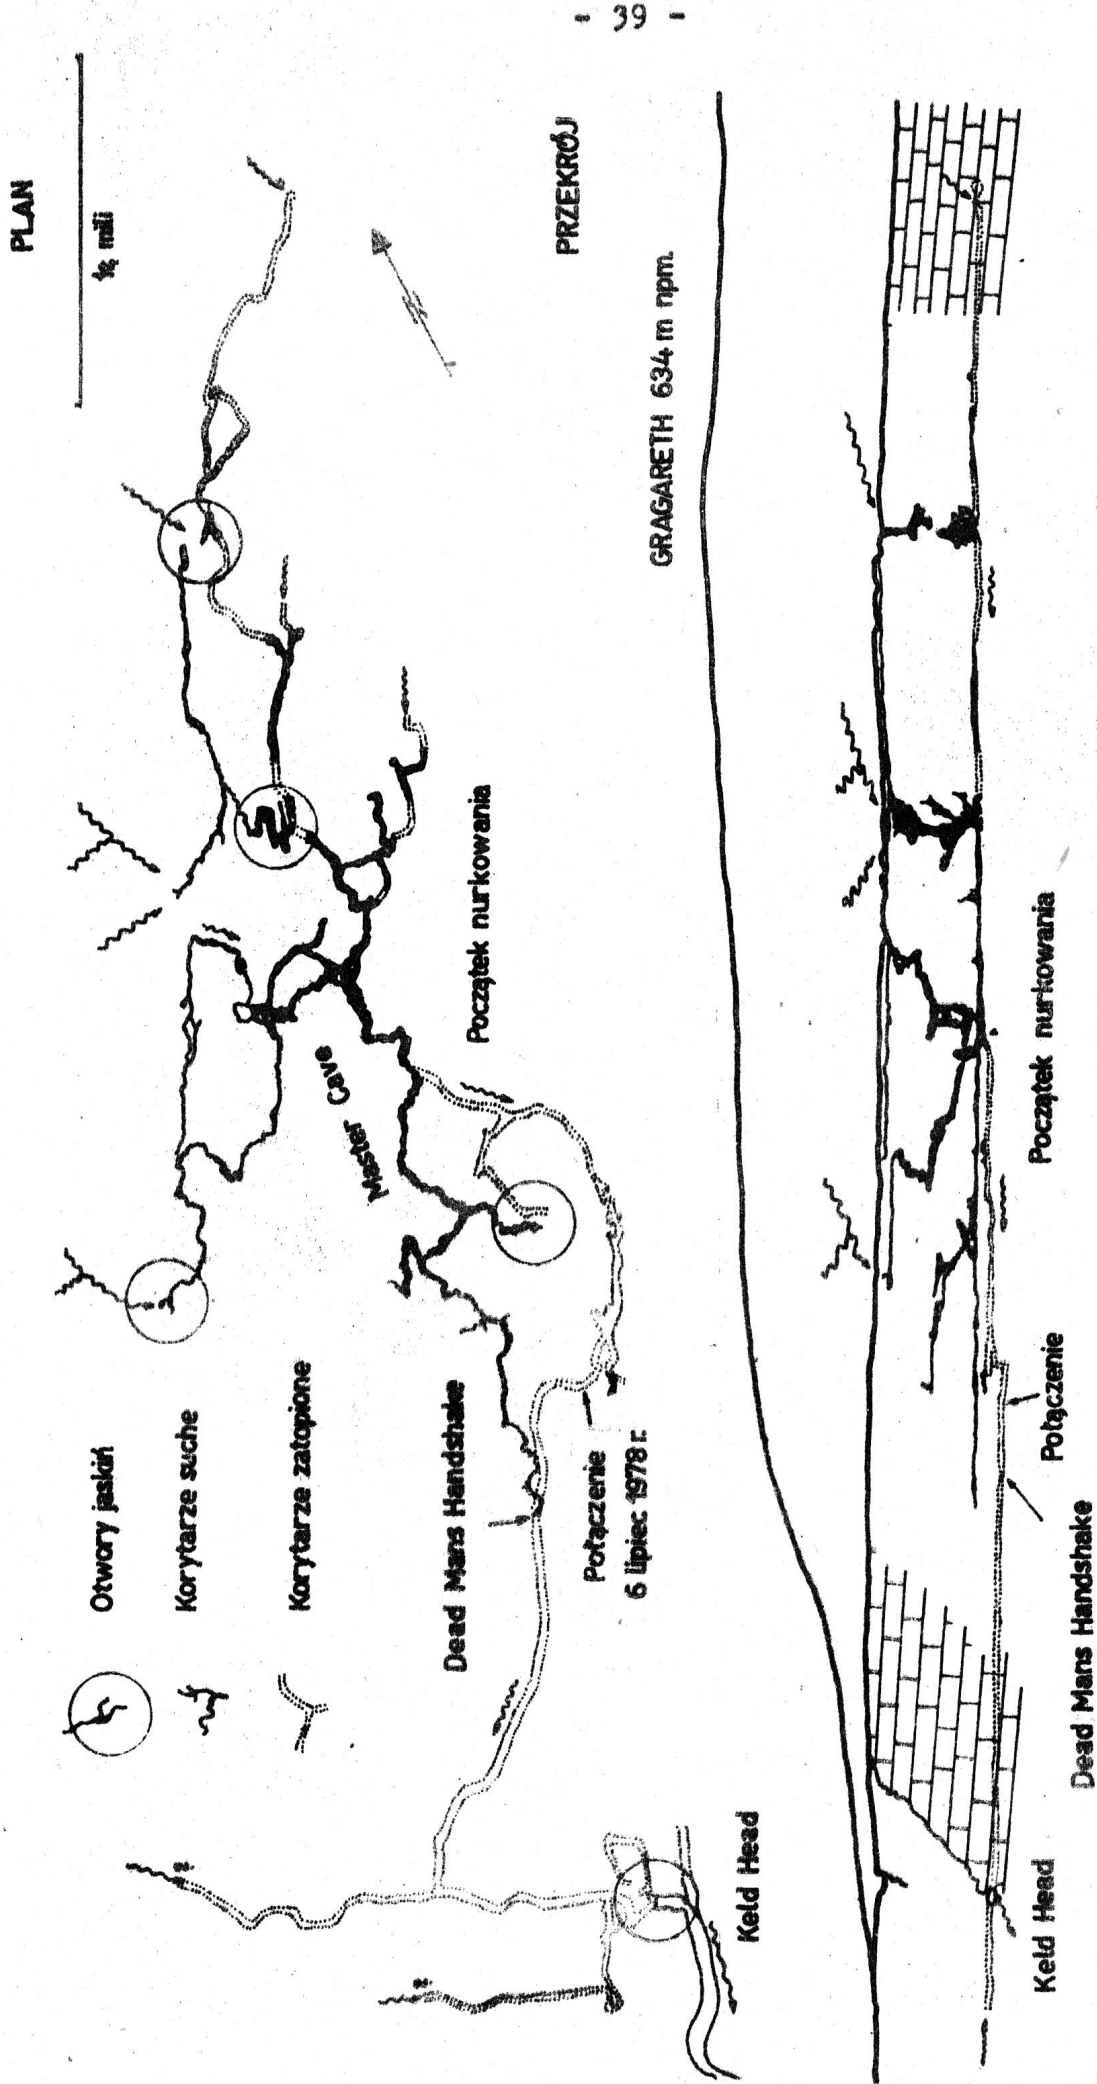 - 39 -
PLAN
¼ mili
Otwory jaskiń
Korytarze suche
Korytarze zatopione
Master Cave
Początek nurkowania
Dead Mans Handshake
Połączenie
6 lipiec 1978 r.
Keld Head
PRZEKRÓJ
GRAGARETH 634 m npm.
Początek nurkowania
Połączenie
Dead Mans Handshake
Keld Head